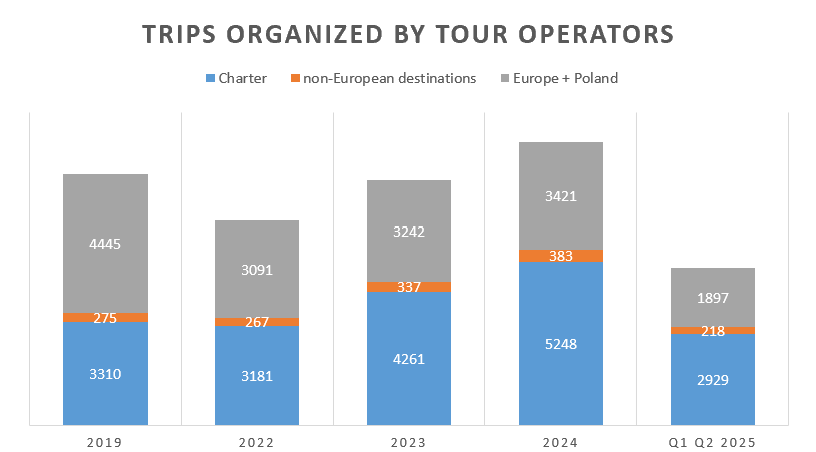 TRIPS ORGANIZED BY TOUR OPERATORS
Charter non-European destinations Europe + Poland
4445 3091 3242 3421 1897
275 267 337 383 218
3310 3181 4261 5248 2929
2019 2022 2023 2024 Q1 Q2 2025